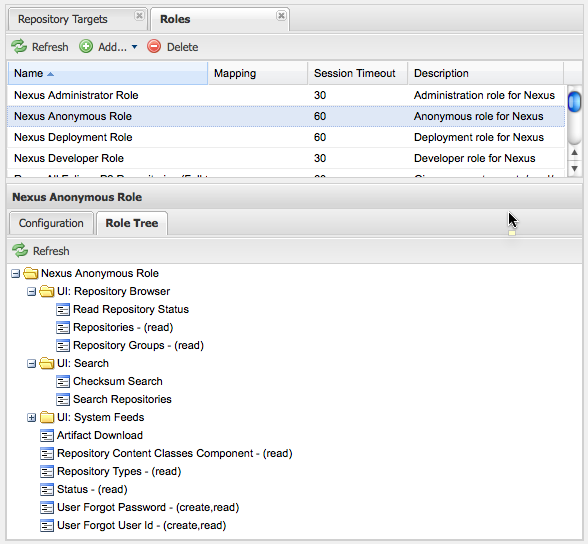 Repository Targets Roles
Refresh Add... Delete
Name Mapping Session Timeout Description
Nexus Administrator Role 30 Administration role for Nexus
Nexus Anonymous Role 60 Anonymous role for Nexus
Nexus Deployment Role 60 Deployment role for Nexus
Nexus Developer Role 30 Developer role for Nexus
Nexus Anonymous Role
Configuration Role Tree
Refresh
Nexus Anonymous Role
UI: Repository Browser
Read Repository Status
Repositories - (read)
Repository Groups - (read)
UI: Search
Checksum Search
Search Repositories
UI: System Feeds
Artifact Download
Repository Content Classes Component - (read)
Repository Types - (read)
Status - (read)
User Forgot Password - (create,read)
User Forgot User Id - (create,read)